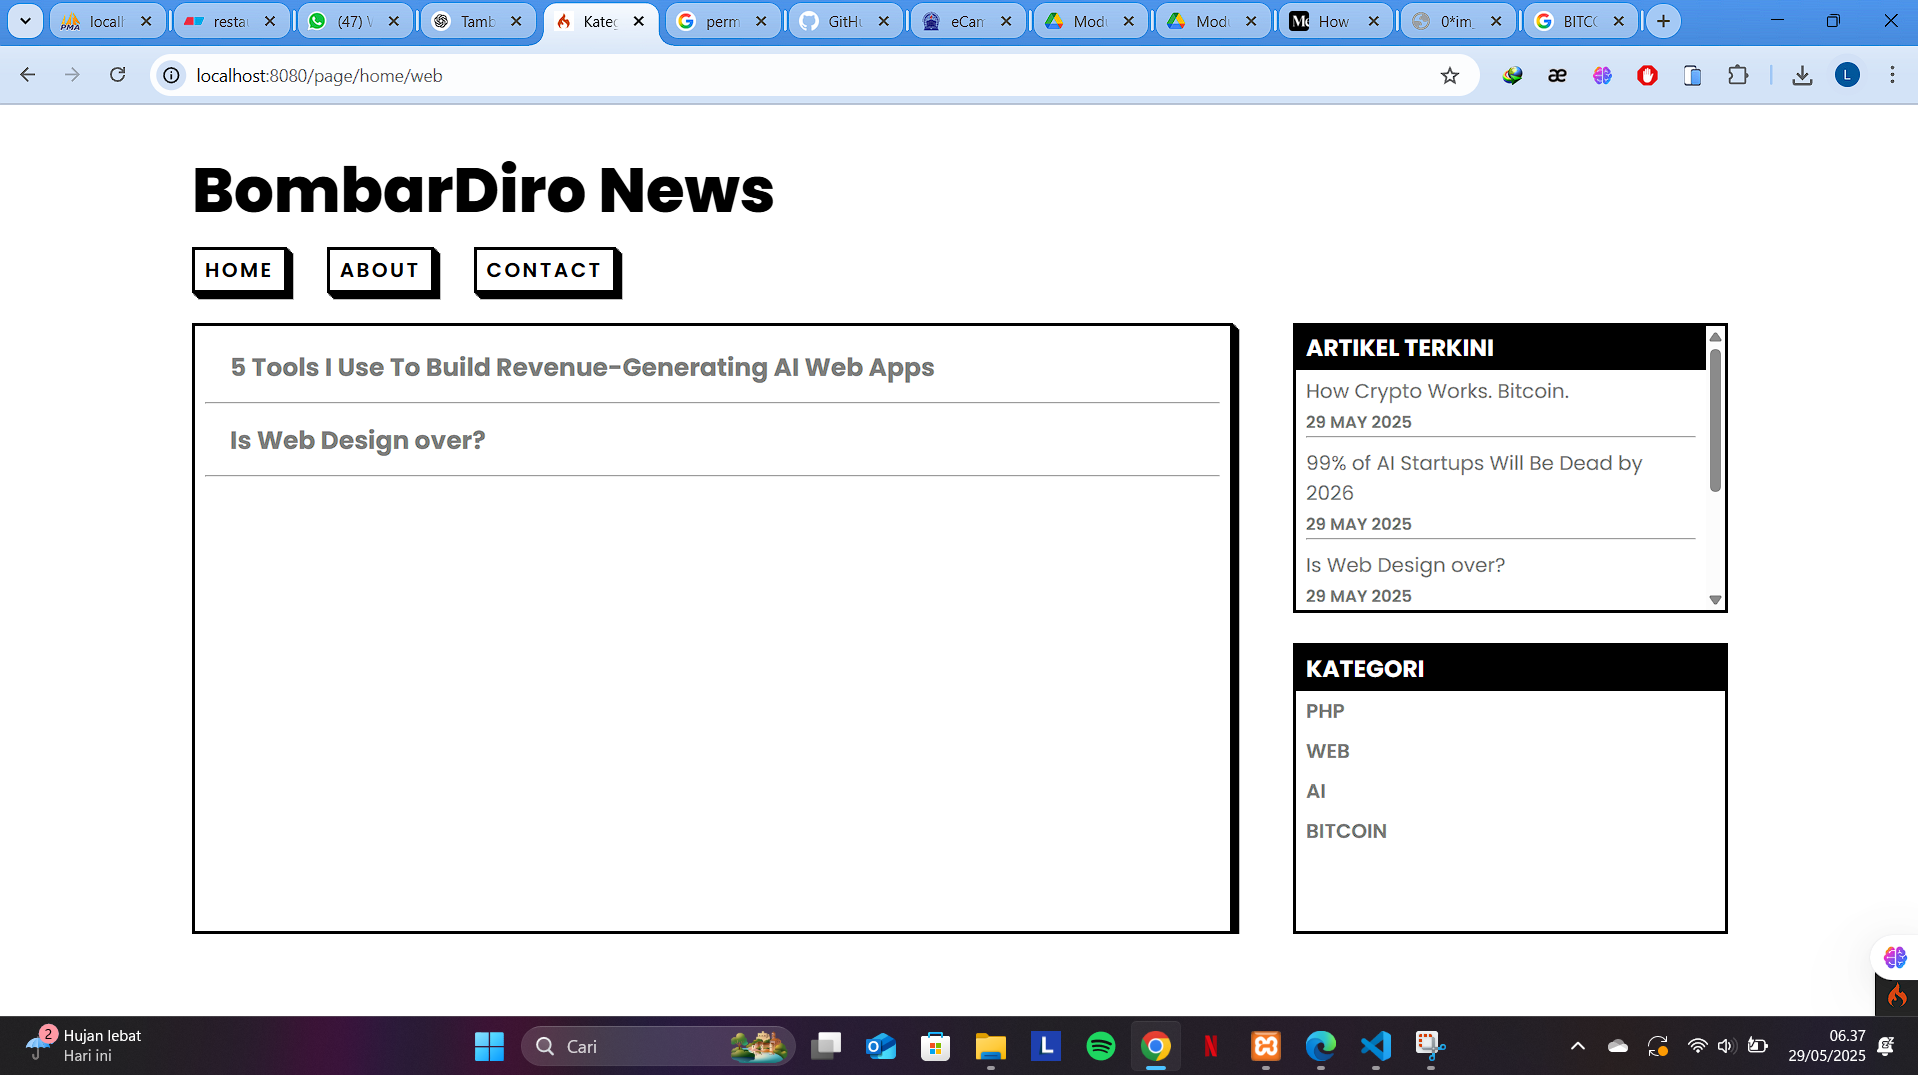 locall
restau
(47) W
Tamb
Kateg
perm
GitHu
eCam
Modu
Modu
How
0*im_
BITCO
localhost:8080/page/home/web
L
BombarDiro News
HOME
ABOUT
CONTACT
5 Tools I Use To Build Revenue-Generating AI Web Apps
Is Web Design over?
ARTIKEL TERKINI
How Crypto Works. Bitcoin.
29 MAY 2025
99% of AI Startups Will Be Dead by
2026
29 MAY 2025
Is Web Design over?
29 MAY 2025
KATEGORI
PHP
WEB
AI
BITCOIN
2
Hujan lebat
Hari ini
Cari
L
06.37
29/05/2025